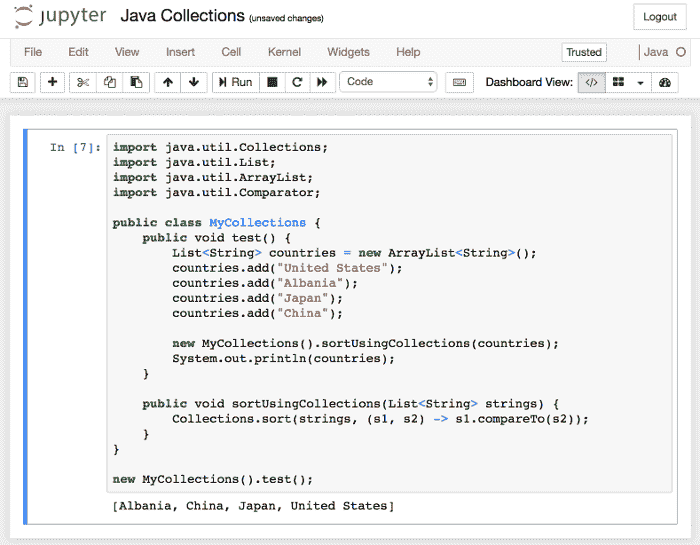 jupyter Java Collections (unsaved changes) Logout
File Edit View Insert Cell Kernel Widgets Help Trusted Java
Run Code Dashboard View: </>
In [7]: import java.util.Collections;
import java.util.List;
import java.util.ArrayList;
import java.util.Comparator;

public class MyCollections {
    public void test() {
        List<String> countries = new ArrayList<String>();
        countries.add("United States");
        countries.add("Albania");
        countries.add("Japan");
        countries.add("China");

        new MyCollections().sortUsingCollections(countries);
        System.out.println(countries);
    }

    public void sortUsingCollections(List<String> strings) {
        Collections.sort(strings, (s1, s2) -> s1.compareTo(s2));
    }
}

new MyCollections().test();
[Albania, China, Japan, United States]